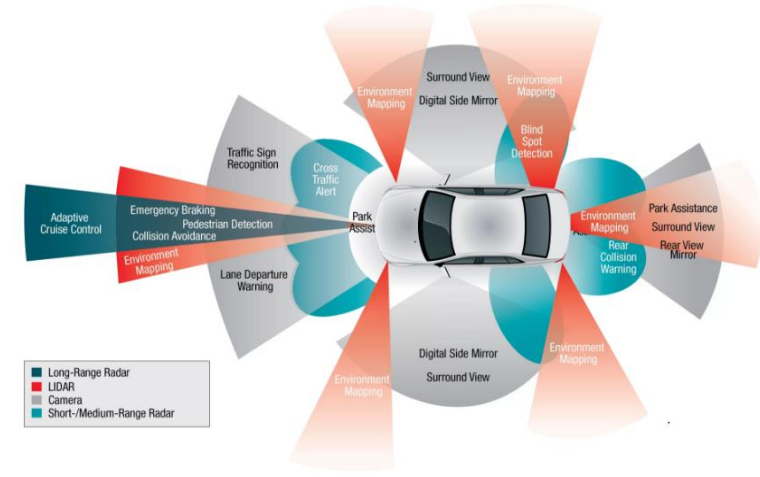 Surround View
Digital Side Mirror
Environment
Mapping
Environment
Mapping
Blind
Spot
Detection
Traffic Sign
Recognition
Cross
Traffic
Alert
Adaptive
Cruise Control
Emergency Braking
Pedestrian Detection
Collision Avoidance
Environment
Mapping
Park
Assist
Lane Departure
Warning
Environment
Mapping
Rear
Collision
Warning
Park Assistance
Surround View
Rear View
Mirror
Digital Side Mirror
Surround View
Environment
Mapping
Environment
Mapping
Long-Range Radar
LIDAR
Camera
Short-/Medium-Range Radar